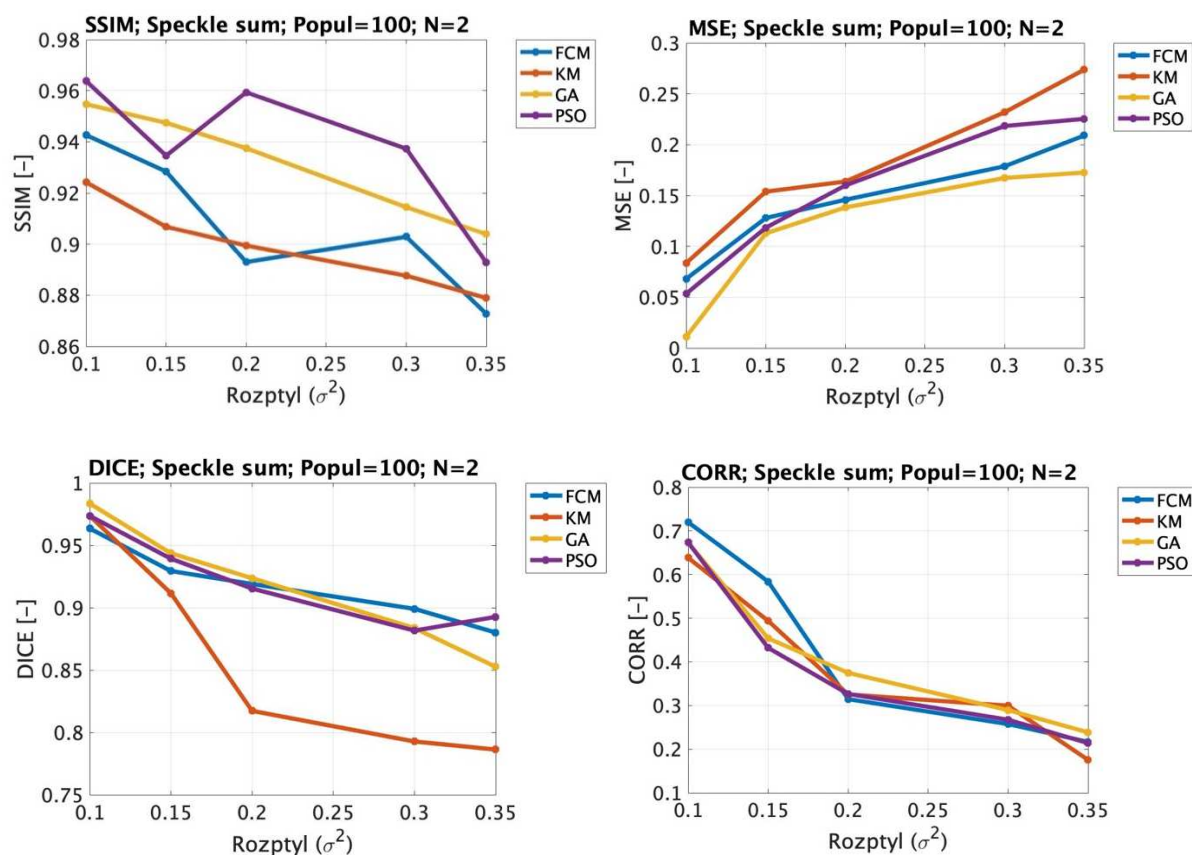 SSIM; Speckle sum; Popul=100; N=2
0.98
0.96
0.94
0.92
0.9
0.88
0.86
SSIM [-]
0.1 0.15 0.2 0.25 0.3 0.35
Rozptyl (σ²)
FCM
KM
GA
PSO
MSE; Speckle sum; Popul=100; N=2
0.3
0.25
0.2
0.15
0.1
0.05
0
MSE [-]
0.1 0.15 0.2 0.25 0.3 0.35
Rozptyl (σ²)
FCM
KM
GA
PSO
DICE; Speckle sum; Popul=100; N=2
1
0.95
0.9
0.85
0.8
0.75
DICE [-]
0.1 0.15 0.2 0.25 0.3 0.35
Rozptyl (σ²)
FCM
KM
GA
PSO
CORR; Speckle sum; Popul=100; N=2
0.8
0.7
0.6
0.5
0.4
0.3
0.2
0.1
CORR [-]
0.1 0.15 0.2 0.25 0.3 0.35
Rozptyl (σ²)
FCM
KM
GA
PSO